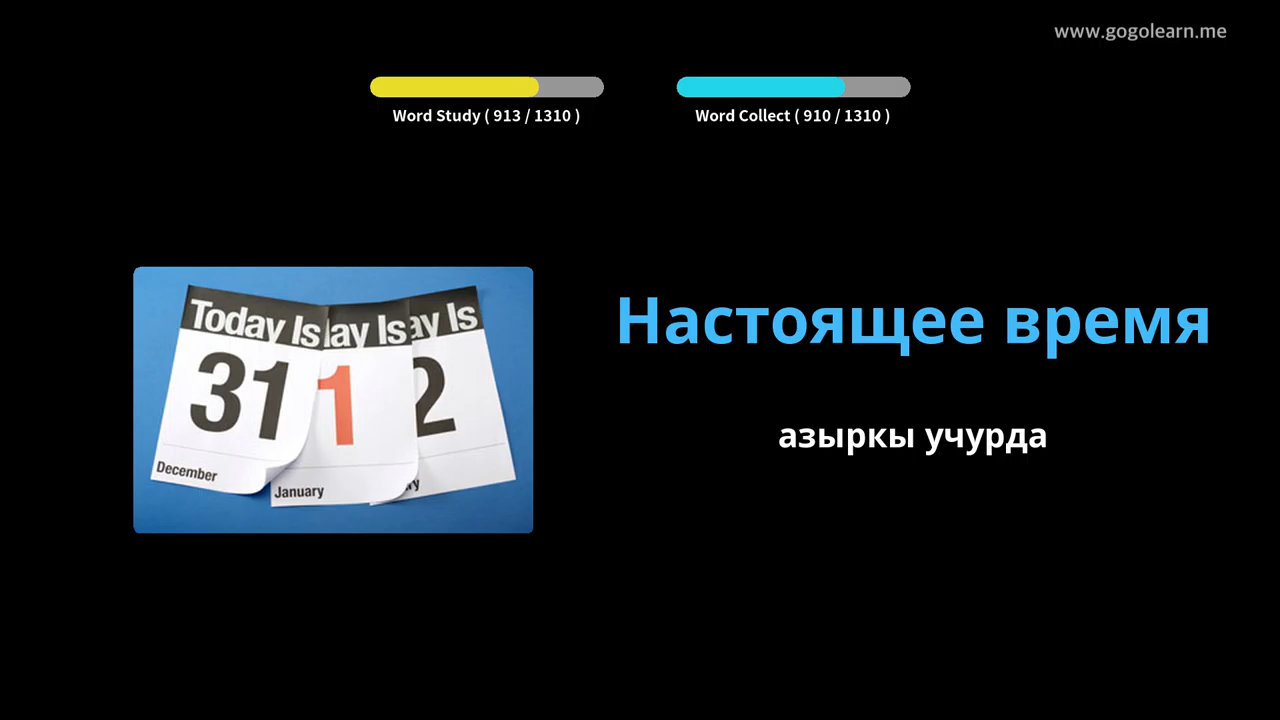 www.gogolearn.me
Word Study ( 913 / 1310 )
Word Collect ( 910 / 1310 )
Today Is
ay Is
ay Is
31
1
2
December
January
ry
Настоящее время
азыркы учурда